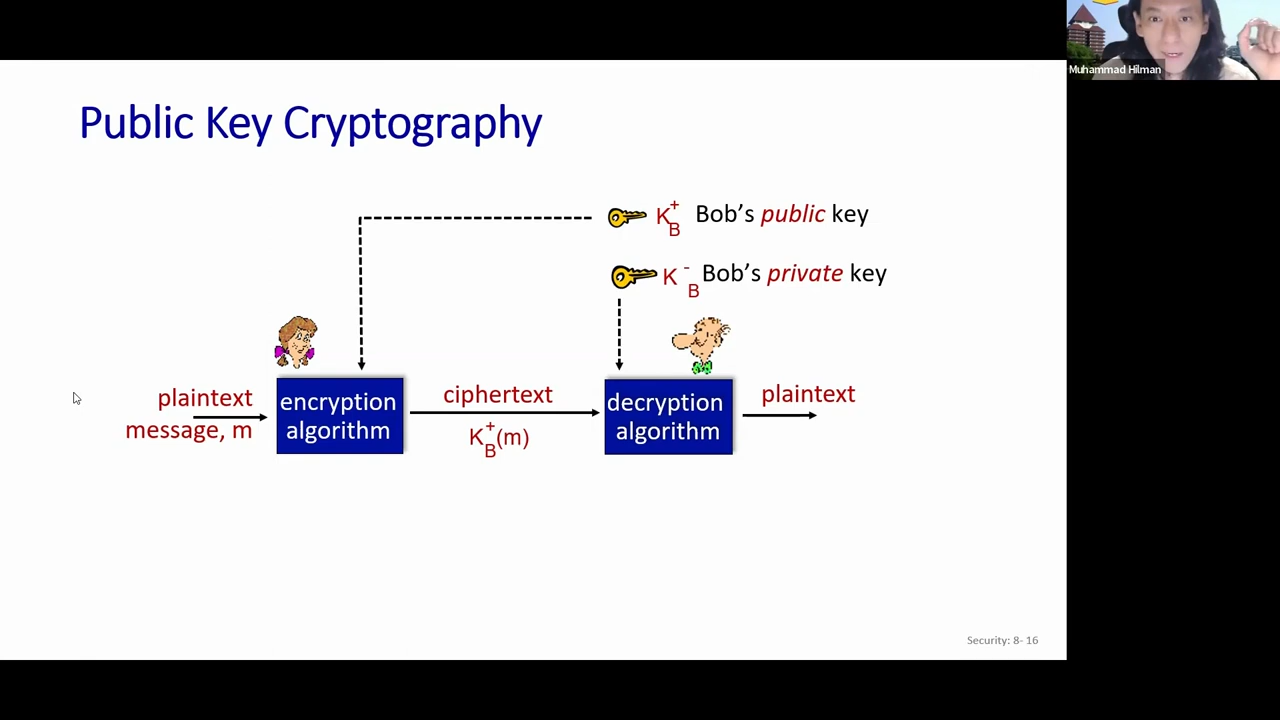 Muhammad Hilman
Public Key Cryptography
K+B Bob's public key
K-B Bob's private key
plaintext
message, m
encryption
algorithm
ciphertext
K+B(m)
decryption
algorithm
plaintext
Security: 8- 16